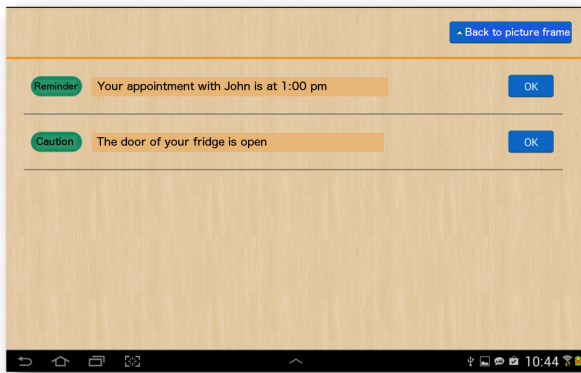 Back to picture frame
Reminder Your appointment with John is at 1:00 pm OK
Caution The door of your fridge is open OK
10:44